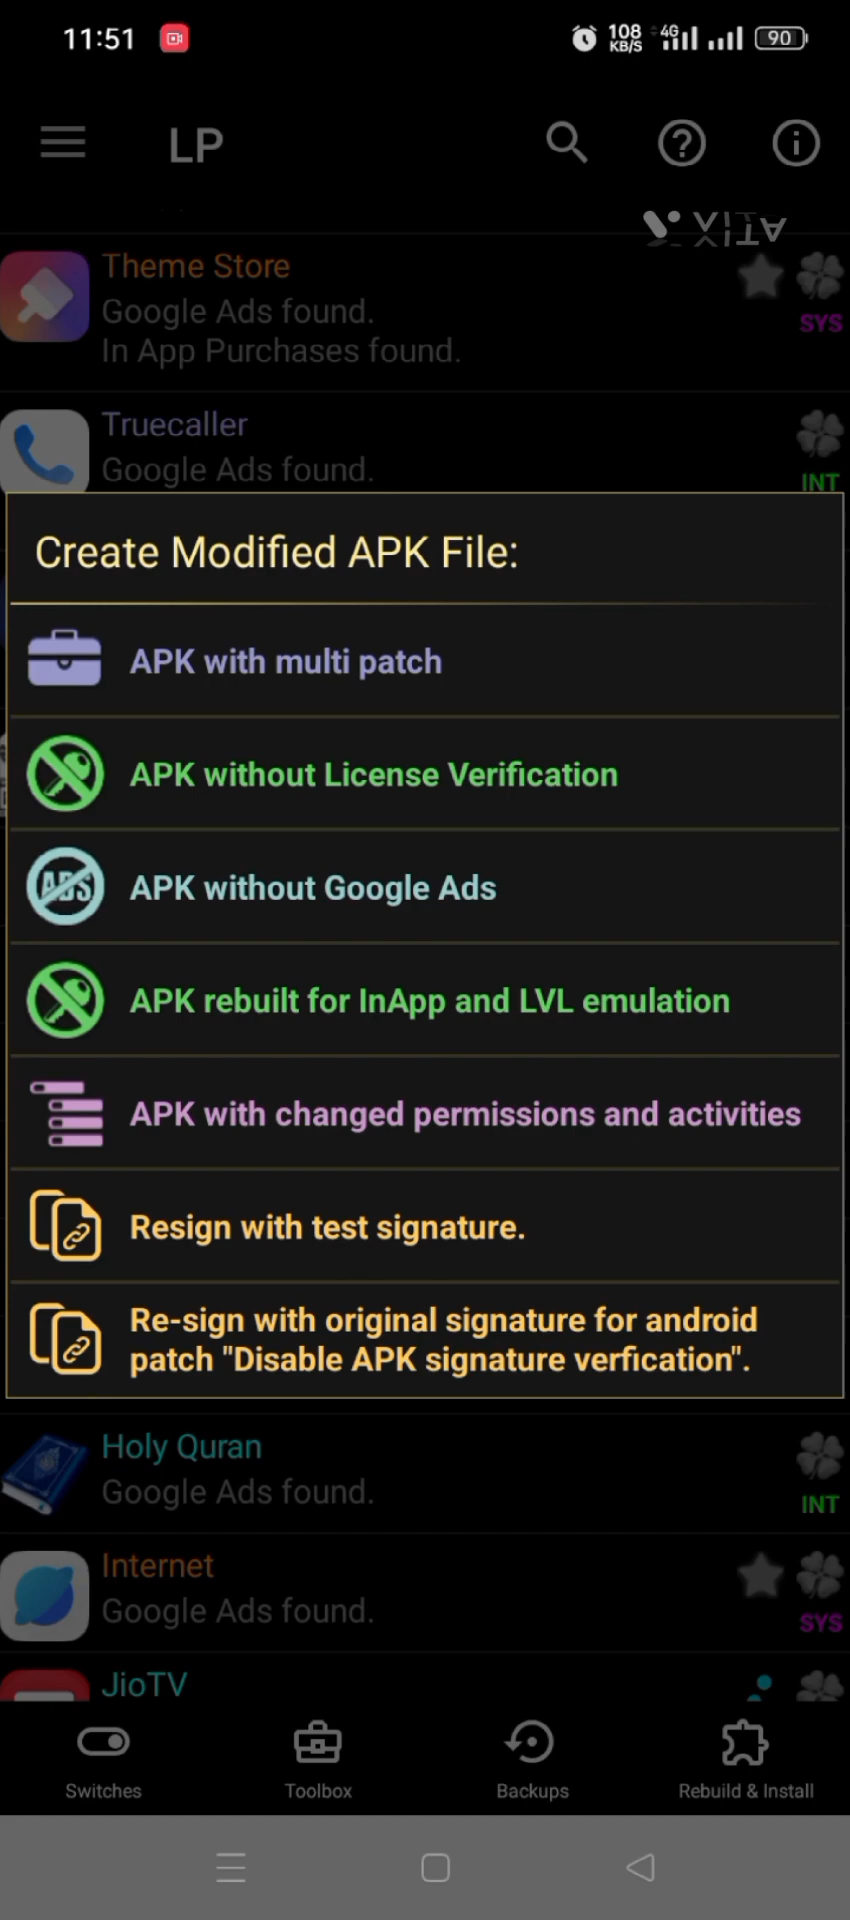 11:51
108
KB/S
4G
90
LP
VITA
Theme Store
Google Ads found.
In App Purchases found.
SYS
Truecaller
Google Ads found.
INT
Create Modified APK File:
APK with multi patch
APK without License Verification
ADS
APK without Google Ads
APK rebuilt for InApp and LVL emulation
APK with changed permissions and activities
Resign with test signature.
Re-sign with original signature for android
patch "Disable APK signature verfication".
Holy Quran
Google Ads found.
INT
Internet
Google Ads found.
SYS
JioTV
Switches
Toolbox
Backups
Rebuild & Install